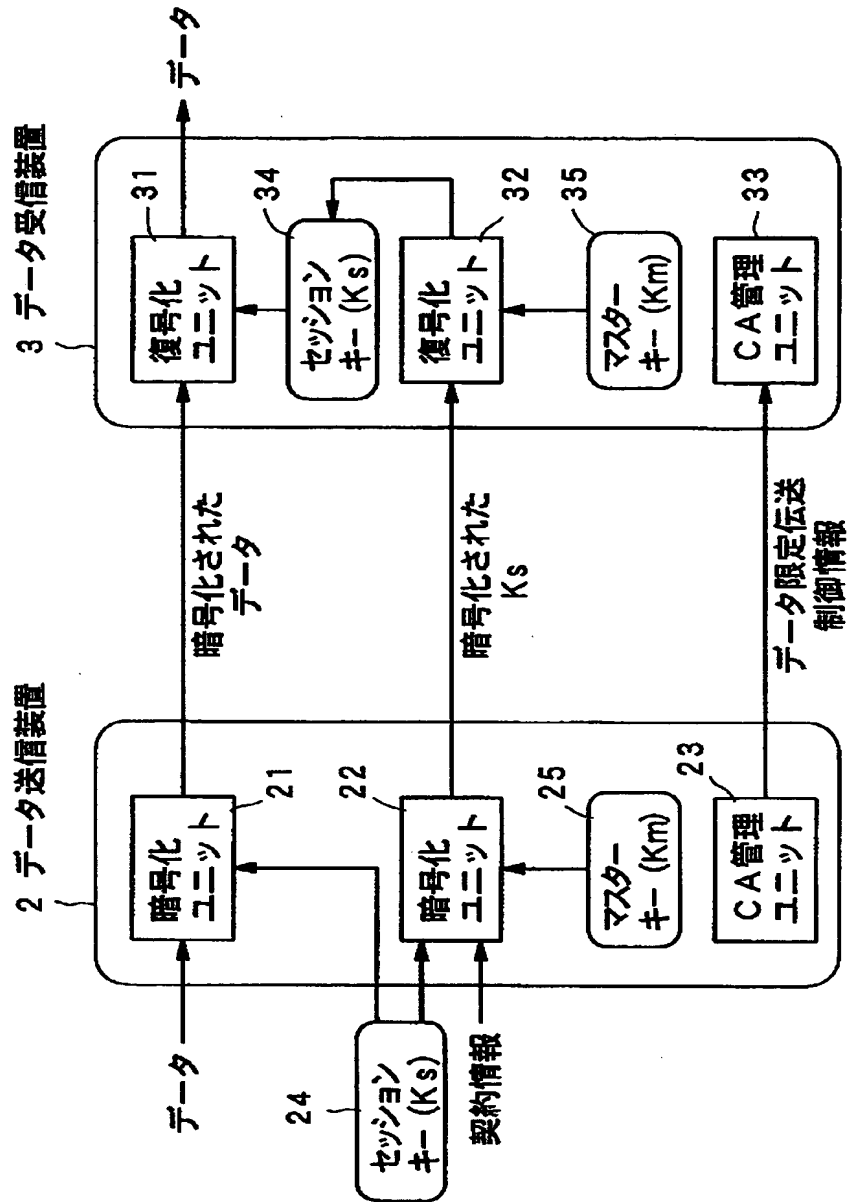 2 データ送信装置
データ
暗号化
ユニット
21
24
セッション
キー (Ks)
契約情報
暗号化
ユニット
22
マスター
キー (Km)
25
CA管理
ユニット
23
暗号化された
データ
暗号化された
Ks
データ限定伝送
制御情報
3 データ受信装置
復号化
ユニット
31
データ
セッション
キー (Ks)
34
復号化
ユニット
32
マスター
キー (Km)
35
CA管理
ユニット
33